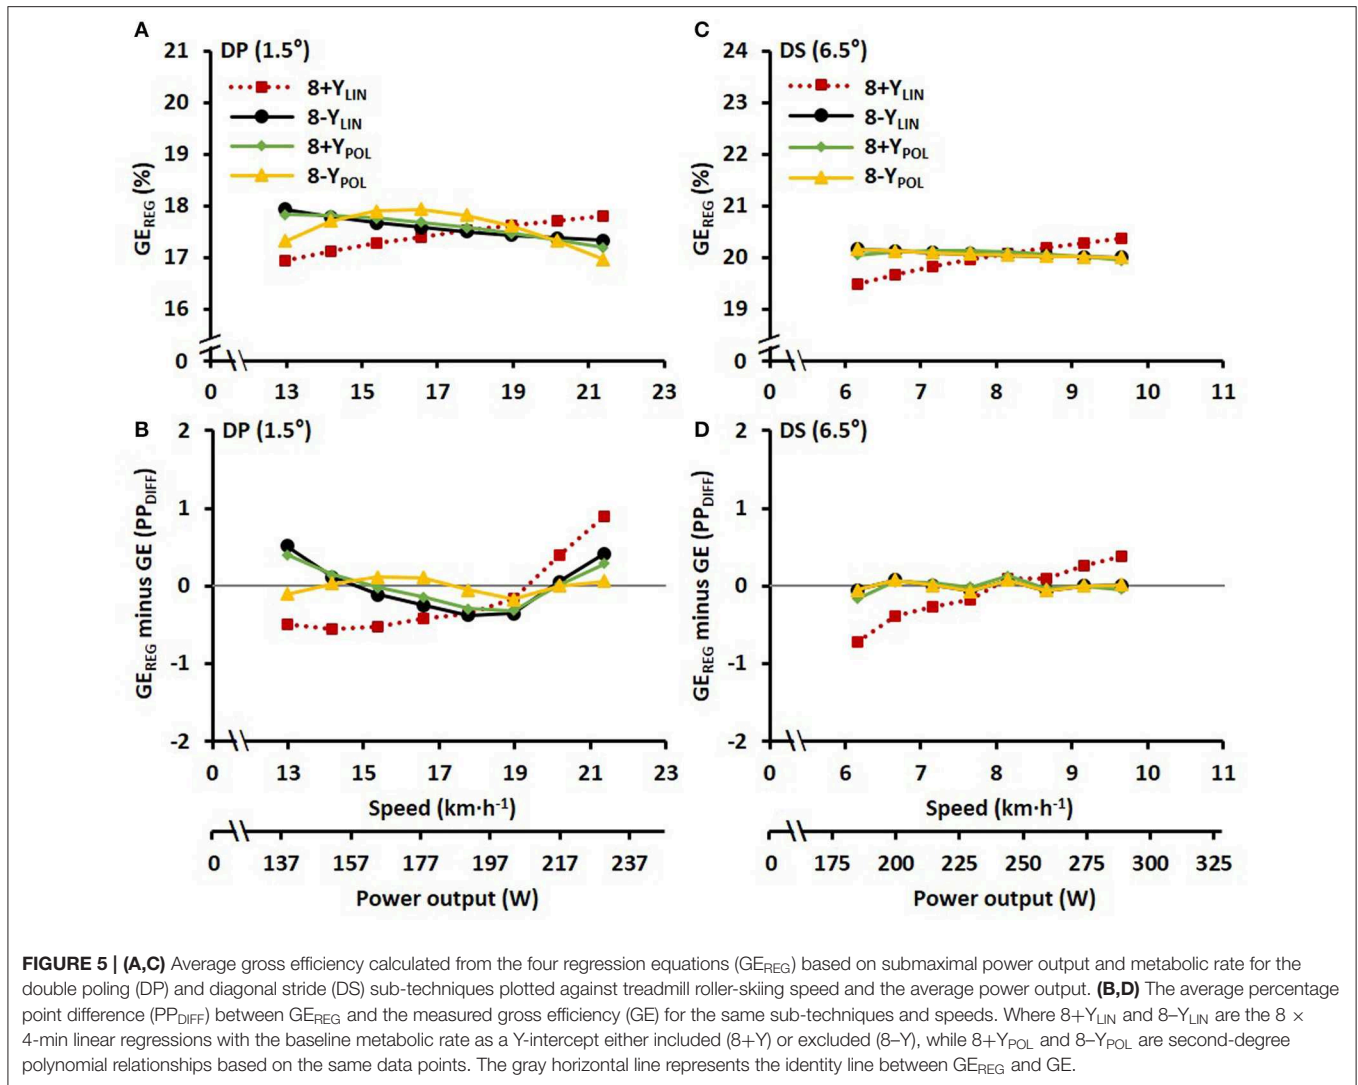 A
DP (1.5°)
21
20
19
18
17
16
0
GE_REG (%)
8+Y_LIN
8-Y_LIN
8+Y_POL
8-Y_POL
0 13 15 17 19 21 23
C
DS (6.5°)
24
23
22
21
20
19
0
GE_REG (%)
8+Y_LIN
8-Y_LIN
8+Y_POL
8-Y_POL
0 6 7 8 9 10 11
B
DP (1.5°)
2
1
0
-1
-2
GE_REG minus GE (PP_DIFF)
0 13 15 17 19 21 23
Speed (km·h⁻¹)
0 137 157 177 197 217 237
Power output (W)
D
DS (6.5°)
2
1
0
-1
-2
GE_REG minus GE (PP_DIFF)
0 6 7 8 9 10 11
Speed (km·h⁻¹)
0 175 200 225 250 275 300 325
Power output (W)
FIGURE 5 | (A,C) Average gross efficiency calculated from the four regression equations (GE_REG) based on submaximal power output and metabolic rate for the
double poling (DP) and diagonal stride (DS) sub-techniques plotted against treadmill roller-skiing speed and the average power output. (B,D) The average percentage
point difference (PP_DIFF) between GE_REG and the measured gross efficiency (GE) for the same sub-techniques and speeds. Where 8+Y_LIN and 8–Y_LIN are the 8 ×
4-min linear regressions with the baseline metabolic rate as a Y-intercept either included (8+Y) or excluded (8–Y), while 8+Y_POL and 8–Y_POL are second-degree
polynomial relationships based on the same data points. The gray horizontal line represents the identity line between GE_REG and GE.